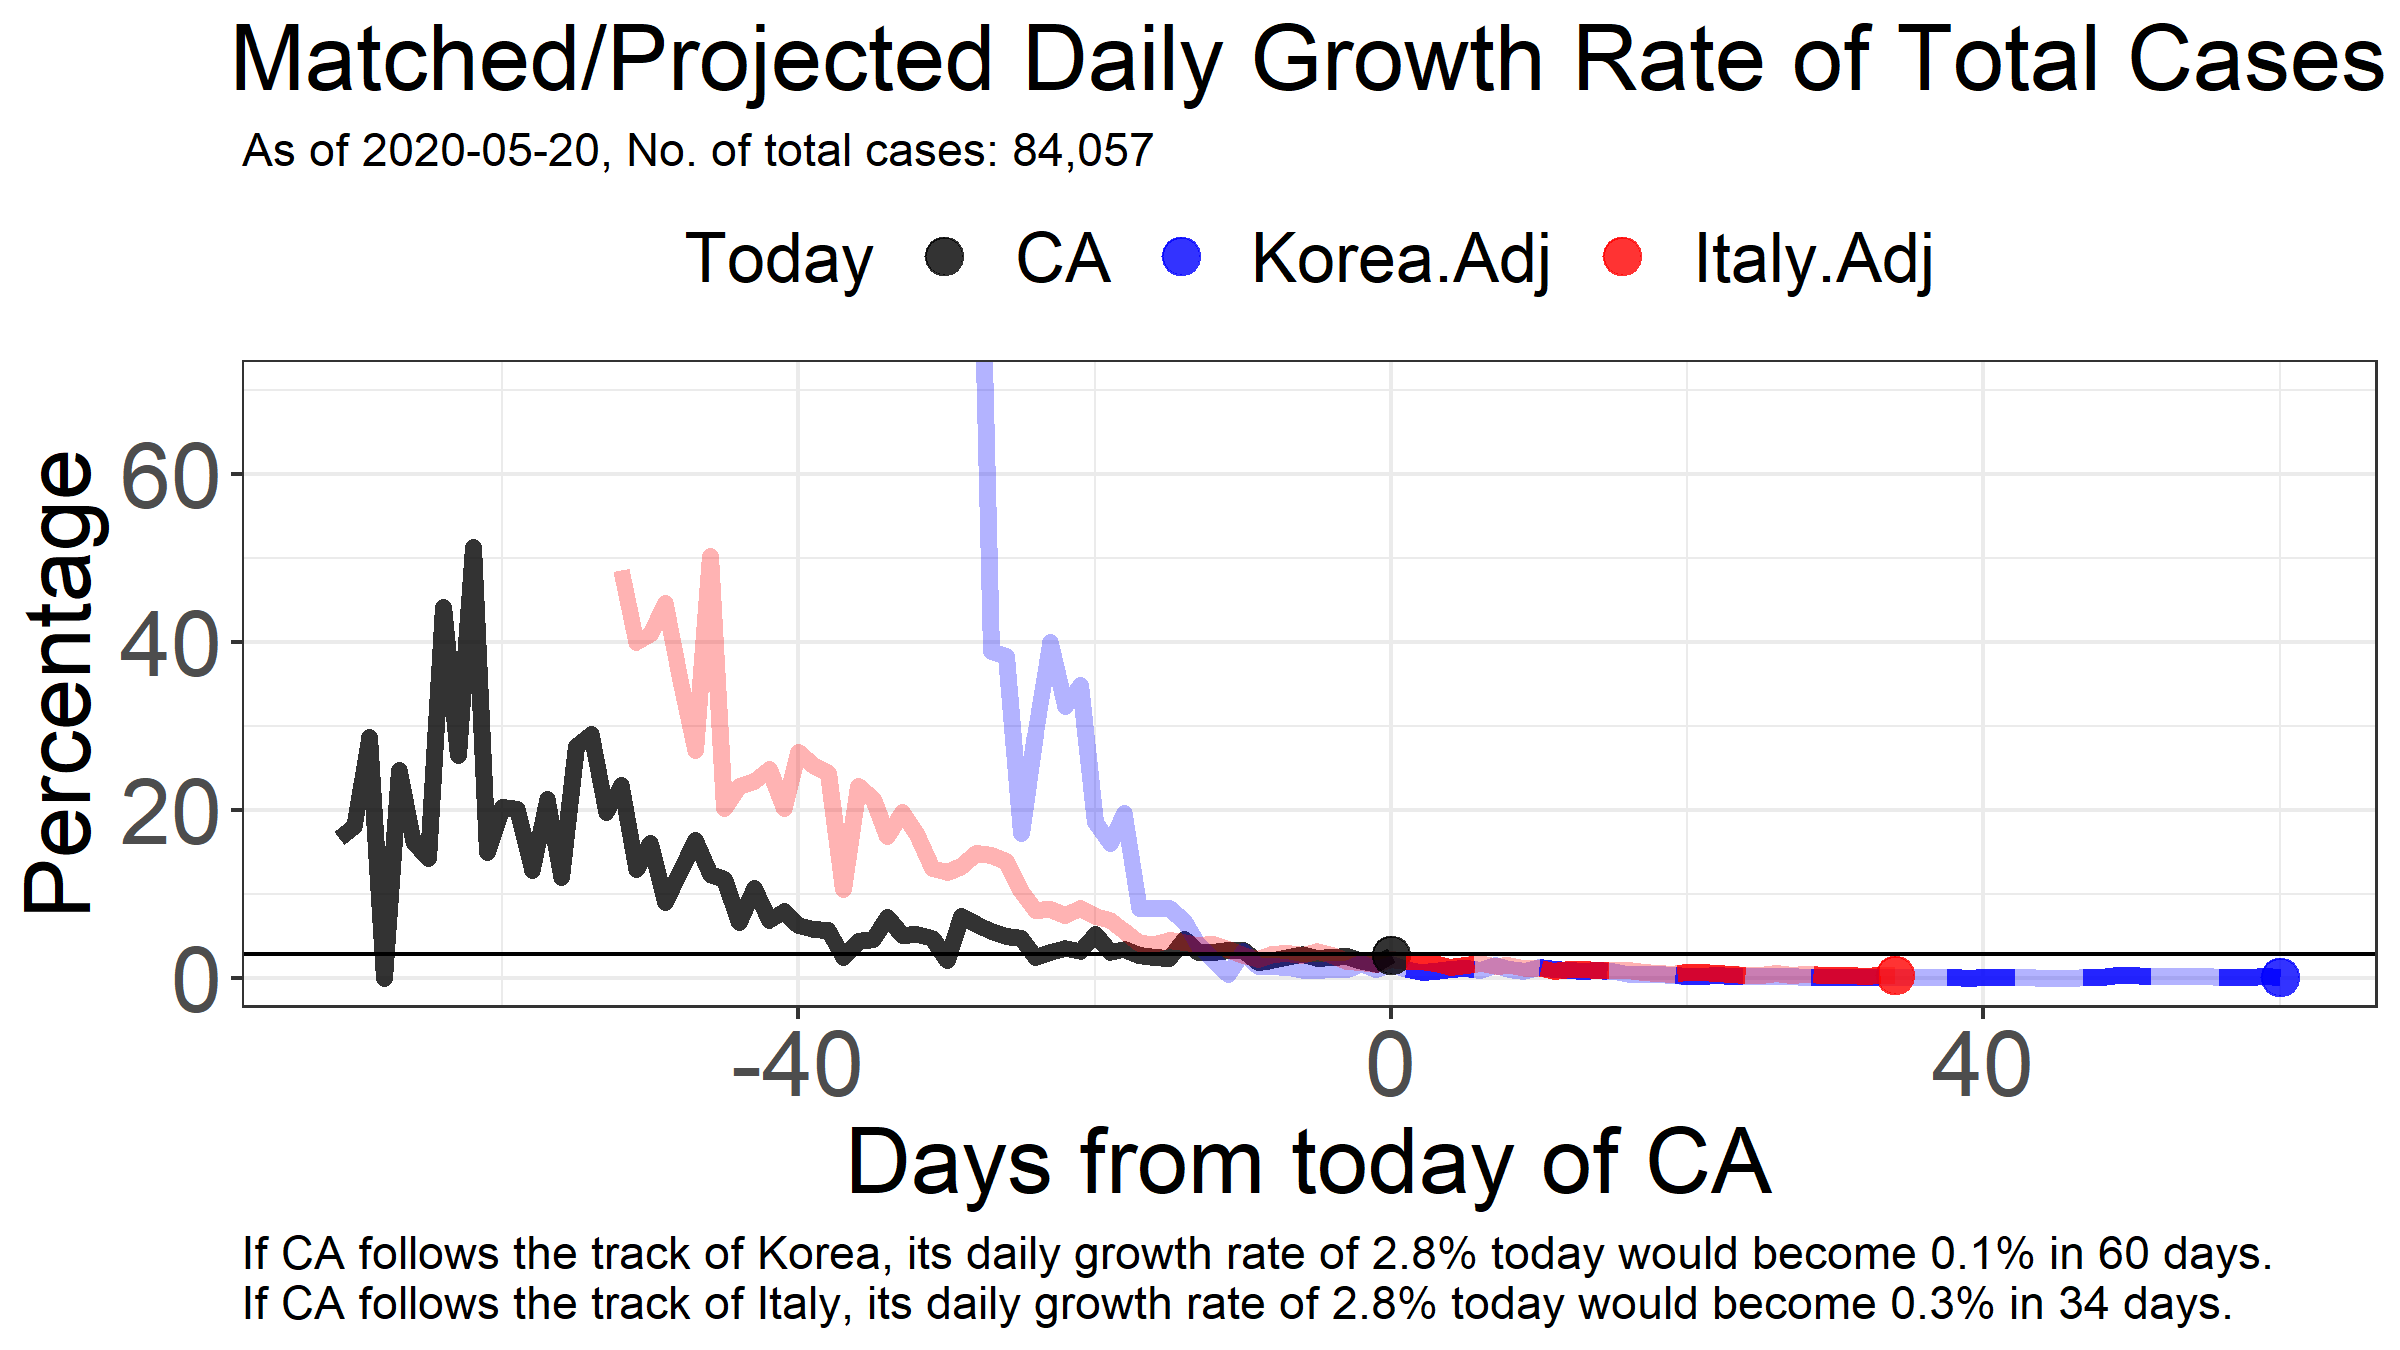 Matched/Projected Daily Growth Rate of Total Cases
As of 2020-05-20, No. of total cases: 84,057
Today CA Korea.Adj Italy.Adj
Percentage
60
40
20
0
-40 0 40
Days from today of CA
If CA follows the track of Korea, its daily growth rate of 2.8% today would become 0.1% in 60 days.
If CA follows the track of Italy, its daily growth rate of 2.8% today would become 0.3% in 34 days.